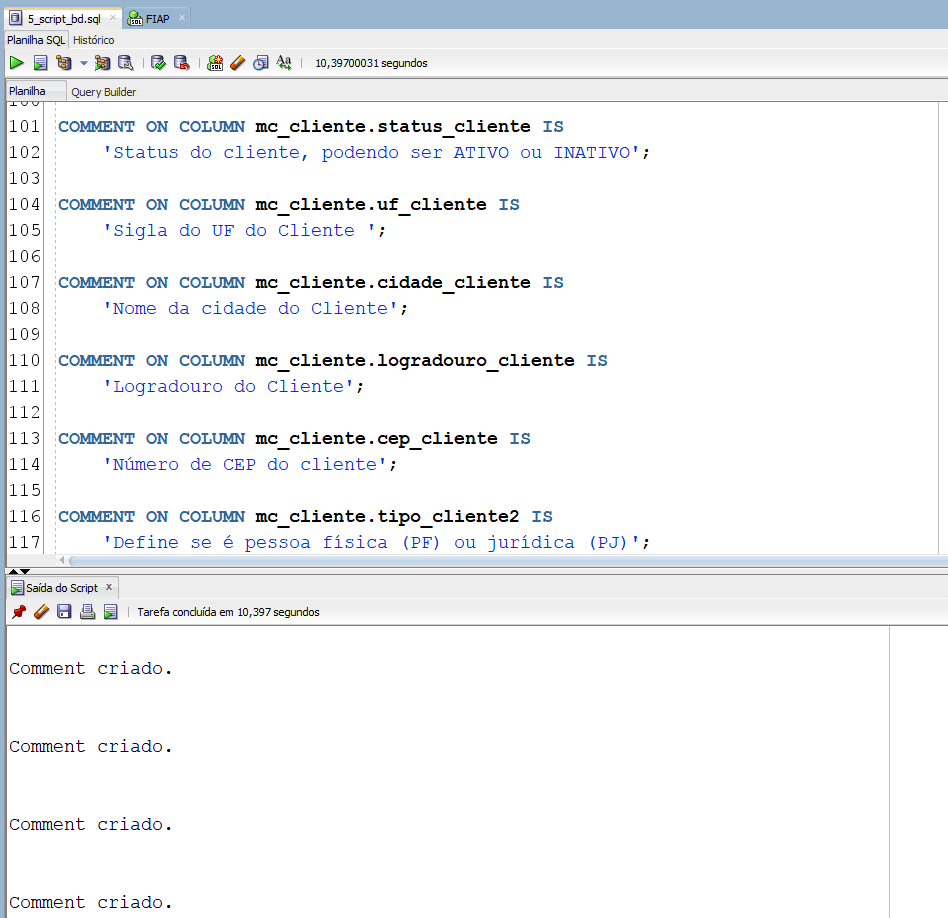 5_script_bd.sql × FIAP ×
Planilha SQL Histórico
10,39700031 segundos
Planilha Query Builder
100
101 COMMENT ON COLUMN mc_cliente.status_cliente IS
102 'Status do cliente, podendo ser ATIVO ou INATIVO';
103
104 COMMENT ON COLUMN mc_cliente.uf_cliente IS
105 'Sigla do UF do Cliente ';
106
107 COMMENT ON COLUMN mc_cliente.cidade_cliente IS
108 'Nome da cidade do Cliente';
109
110 COMMENT ON COLUMN mc_cliente.logradouro_cliente IS
111 'Logradouro do Cliente';
112
113 COMMENT ON COLUMN mc_cliente.cep_cliente IS
114 'Número de CEP do cliente';
115
116 COMMENT ON COLUMN mc_cliente.tipo_cliente2 IS
117 'Define se é pessoa física (PF) ou jurídica (PJ)';
Saída do Script ×
Tarefa concluída em 10,397 segundos
Comment criado.
Comment criado.
Comment criado.
Comment criado.